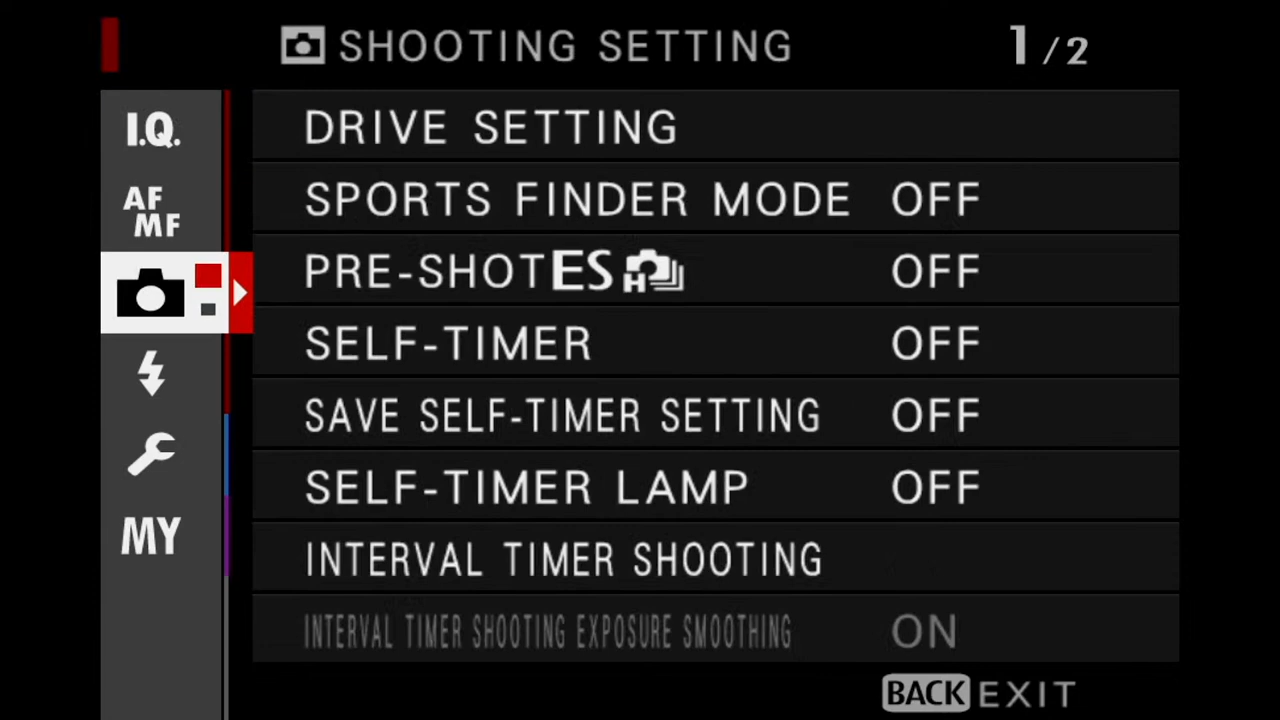 SHOOTING SETTING 1/2
I.Q.
AF
MF
MY
DRIVE SETTING
SPORTS FINDER MODE OFF
PRE-SHOT ES H OFF
SELF-TIMER OFF
SAVE SELF-TIMER SETTING OFF
SELF-TIMER LAMP OFF
INTERVAL TIMER SHOOTING
INTERVAL TIMER SHOOTING EXPOSURE SMOOTHING ON
BACK EXIT